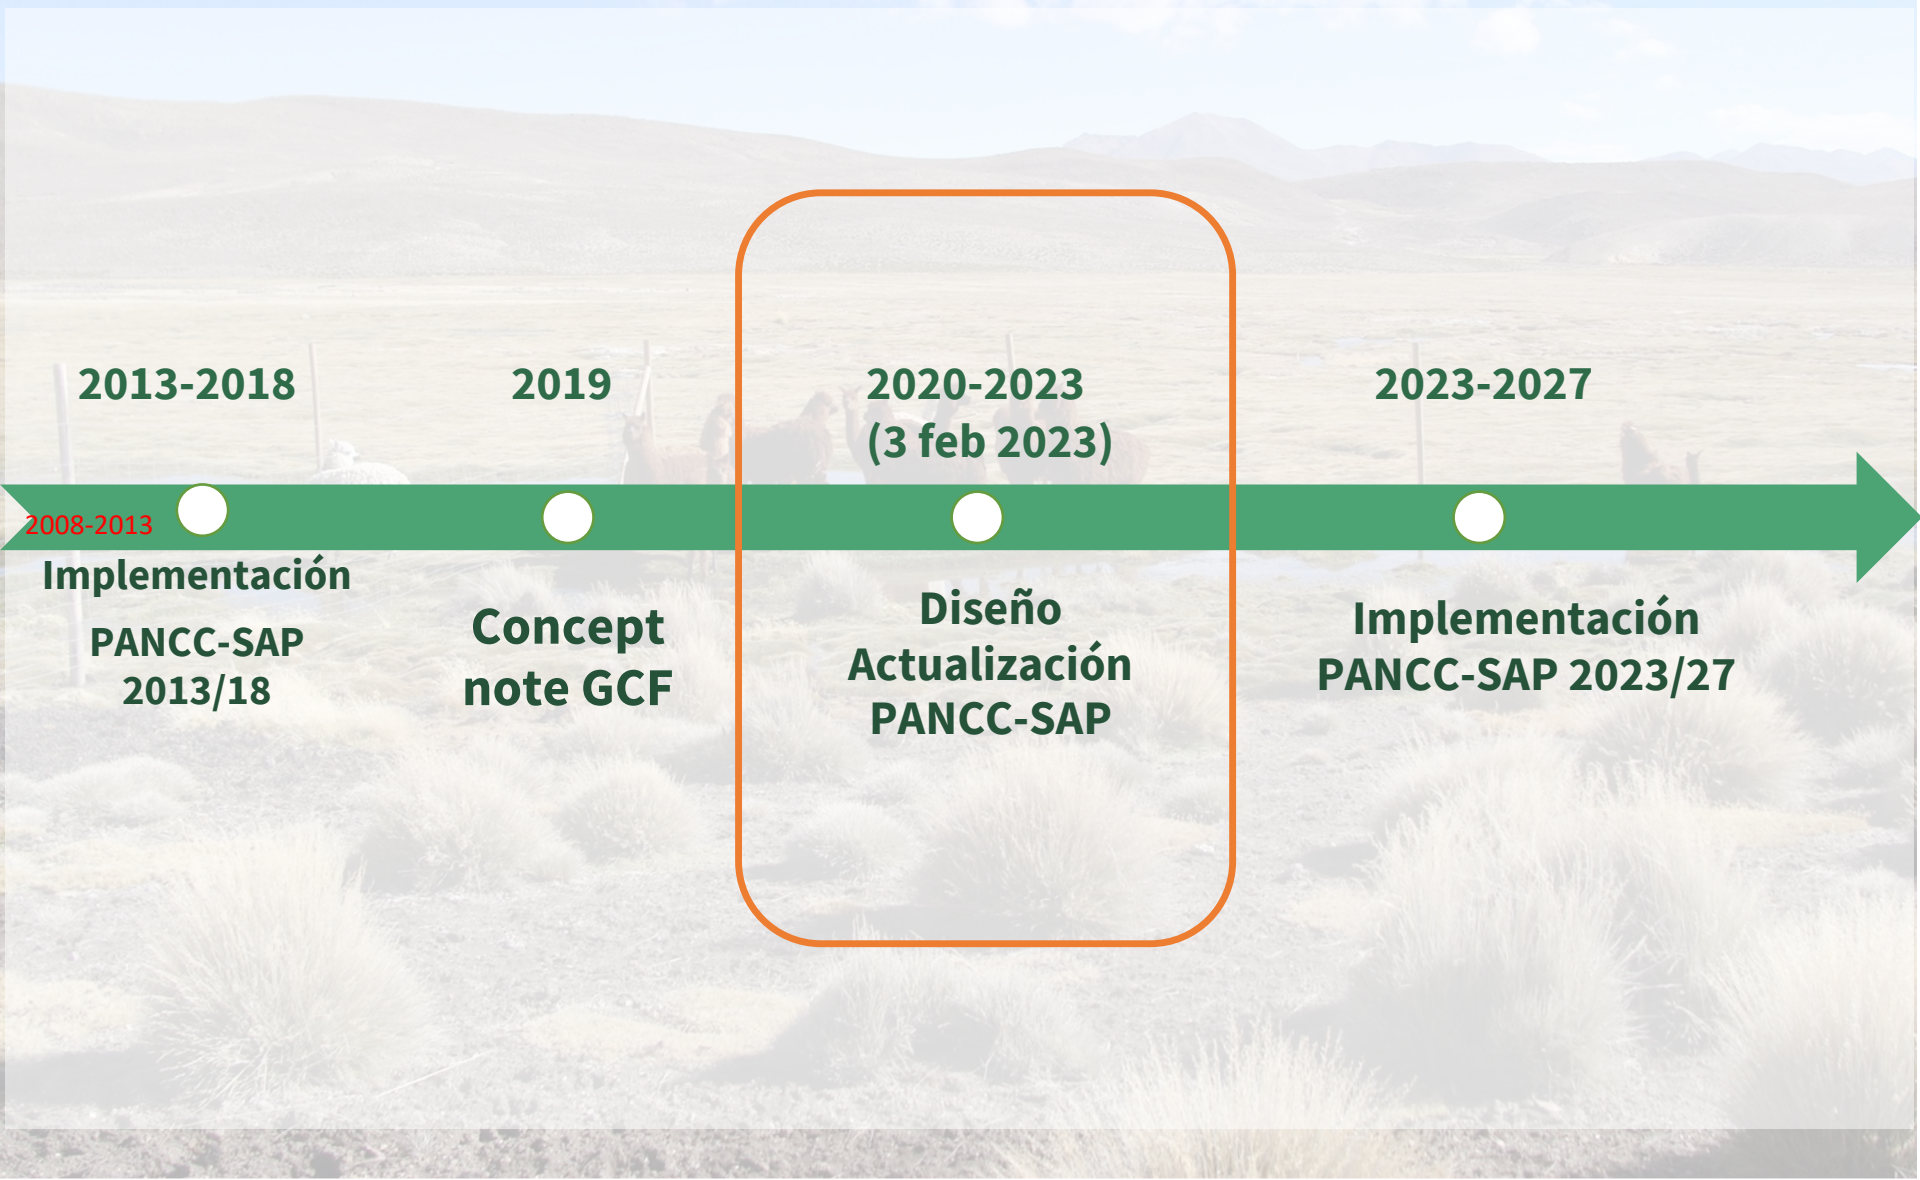 2013-2018
2019
2020-2023
(3 feb 2023)
2023-2027
2008-2013
Implementación
PANCC-SAP
2013/18
Concept
note GCF
Diseño
Actualización
PANCC-SAP
Implementación
PANCC-SAP 2023/27